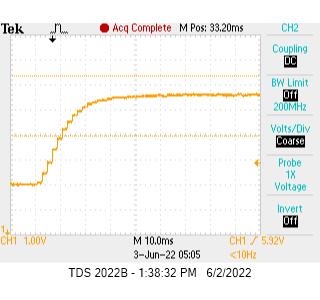 Tek
Acq Complete
M Pos: 33.20ms
CH2
Coupling
DC
BW Limit
Off
200MHz
Volts/Div
Coarse
Probe
1X
Voltage
Invert
Off
1
CH1 1.00V
M 10.0ms
CH1 / 5.92V
3-Jun-22 05:05
<10Hz
TDS 2022B - 1:38:32 PM 6/2/2022